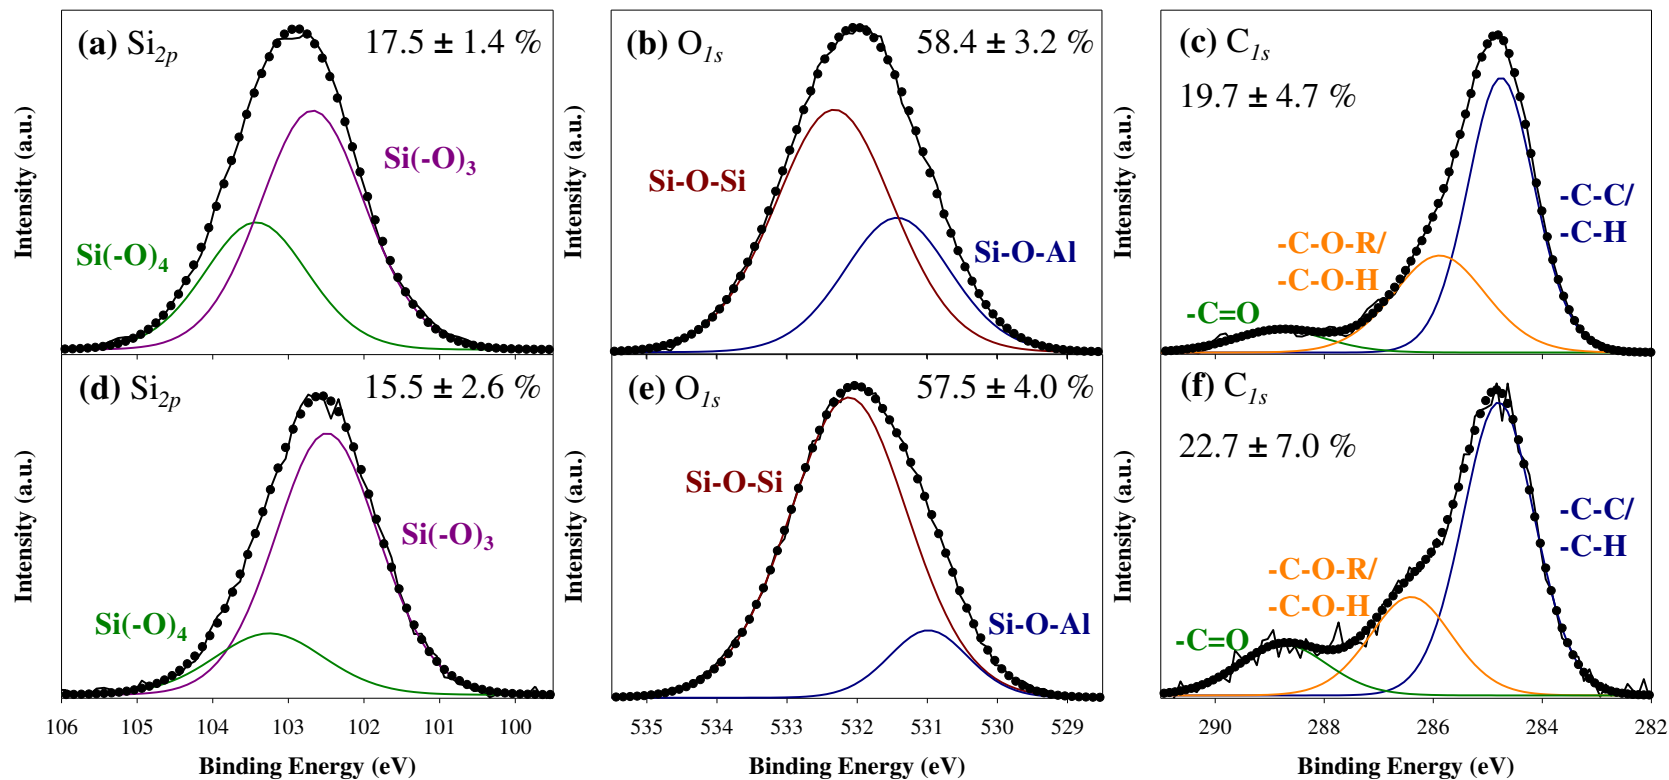 (a) Si2p 17.5 ± 1.4 %
Intensity (a.u.)
Si(-O)3
Si(-O)4
(b) O1s 58.4 ± 3.2 %
Intensity (a.u.)
Si-O-Si
Si-O-Al
(c) C1s
19.7 ± 4.7 %
Intensity (a.u.)
-C-C/
-C-H
-C-O-R/
-C-O-H
-C=O
(d) Si2p 15.5 ± 2.6 %
Intensity (a.u.)
Si(-O)3
Si(-O)4
106 105 104 103 102 101 100
Binding Energy (eV)
(e) O1s 57.5 ± 4.0 %
Intensity (a.u.)
Si-O-Si
Si-O-Al
535 534 533 532 531 530 529
Binding Energy (eV)
(f) C1s
22.7 ± 7.0 %
Intensity (a.u.)
-C-C/
-C-H
-C-O-R/
-C-O-H
-C=O
290 288 286 284 282
Binding Energy (eV)